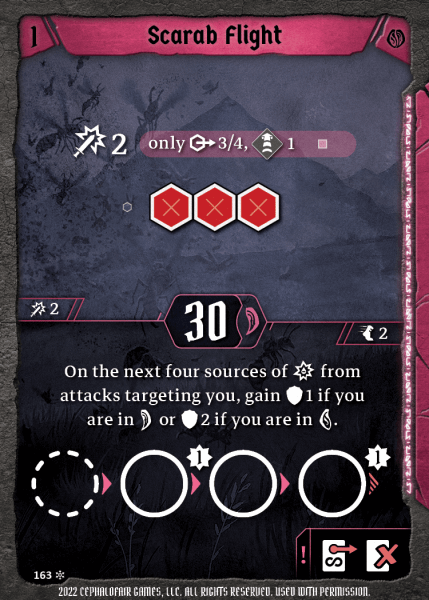 1 Scarab Flight
2 only 3/4, 1
2 30 2
On the next four sources of from
attacks targeting you, gain 1 if you
are in or 2 if you are in .
1 1
!
163
2022 CEPHALOFAIR GAMES, LLC. ALL RIGHTS RESERVED. USED WITH PERMISSION.